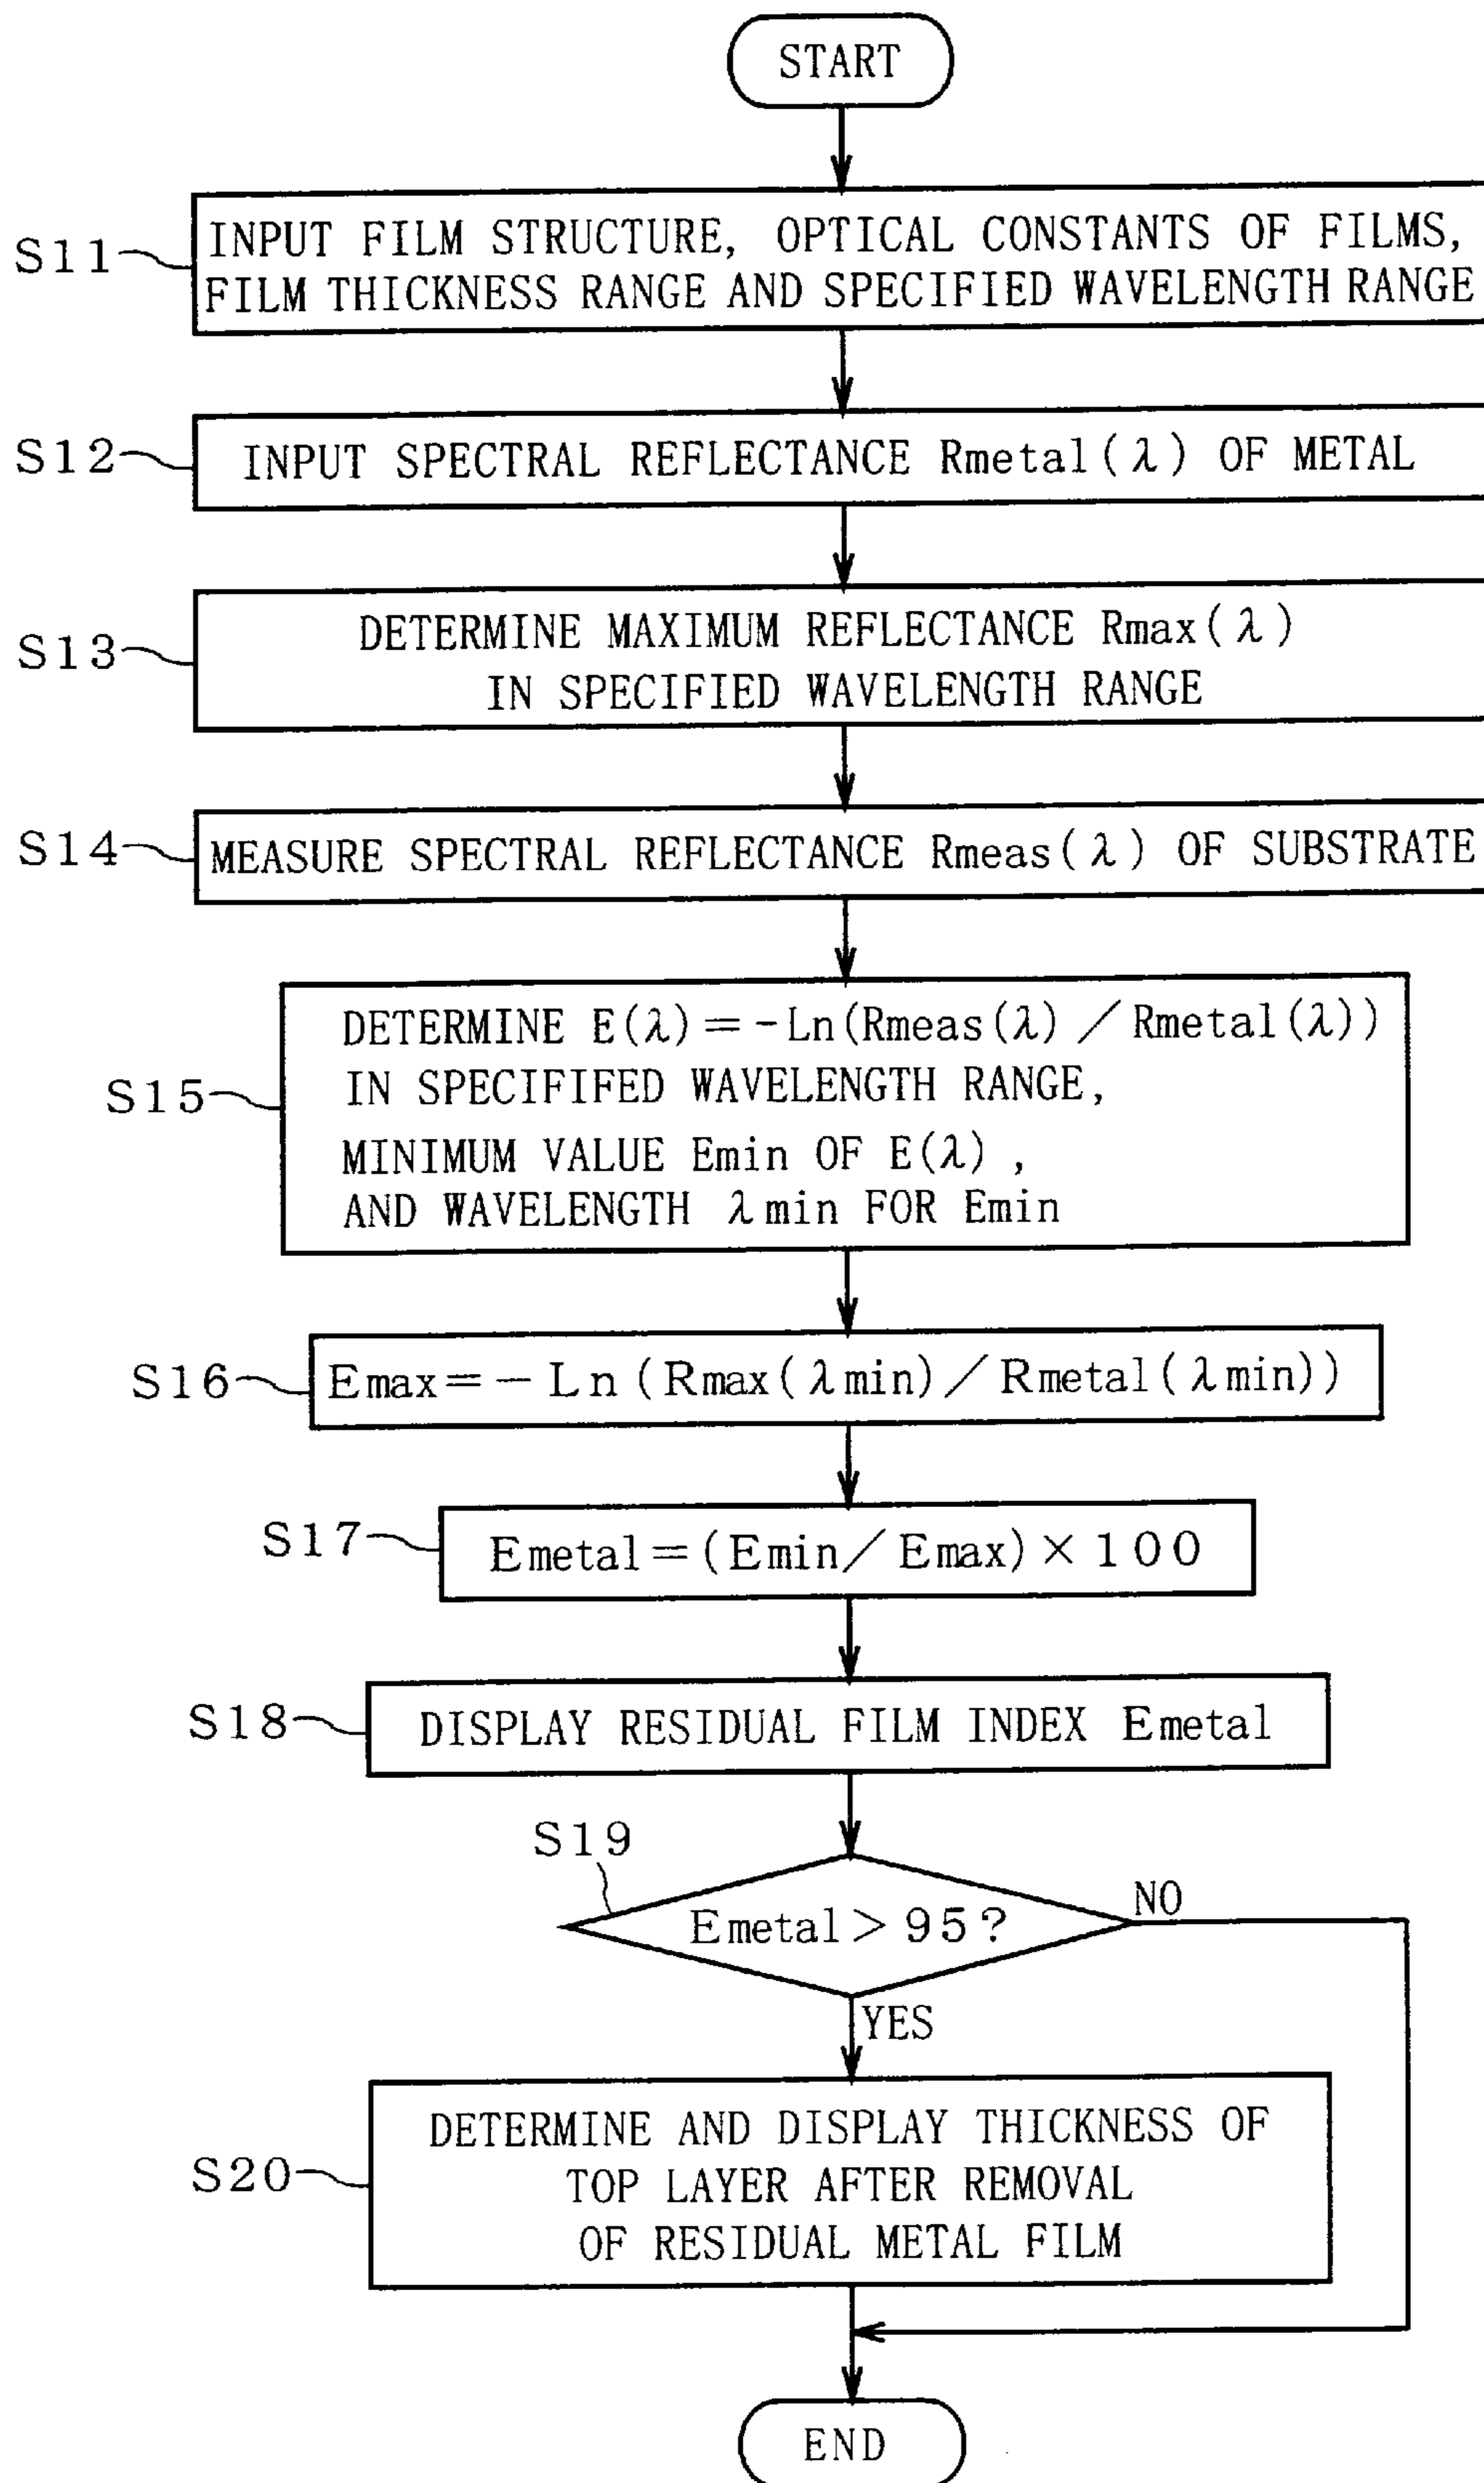 START
S11
INPUT FILM STRUCTURE, OPTICAL CONSTANTS OF FILMS,
FILM THICKNESS RANGE AND SPECIFIED WAVELENGTH RANGE
S12
INPUT SPECTRAL REFLECTANCE Rmetal(λ) OF METAL
S13
DETERMINE MAXIMUM REFLECTANCE Rmax(λ)
IN SPECIFIED WAVELENGTH RANGE
S14
MEASURE SPECTRAL REFLECTANCE Rmeas(λ) OF SUBSTRATE
S15
DETERMINE E(λ)=-Ln(Rmeas(λ)/Rmetal(λ))
IN SPECIFIFED WAVELENGTH RANGE,
MINIMUM VALUE Emin OF E(λ),
AND WAVELENGTH λmin FOR Emin
S16
Emax=-Ln(Rmax(λmin)/Rmetal(λmin))
S17
Emetal=(Emin/Emax)×100
S18
DISPLAY RESIDUAL FILM INDEX Emetal
S19
Emetal>95?
NO
YES
S20
DETERMINE AND DISPLAY THICKNESS OF
TOP LAYER AFTER REMOVAL
OF RESIDUAL METAL FILM
END